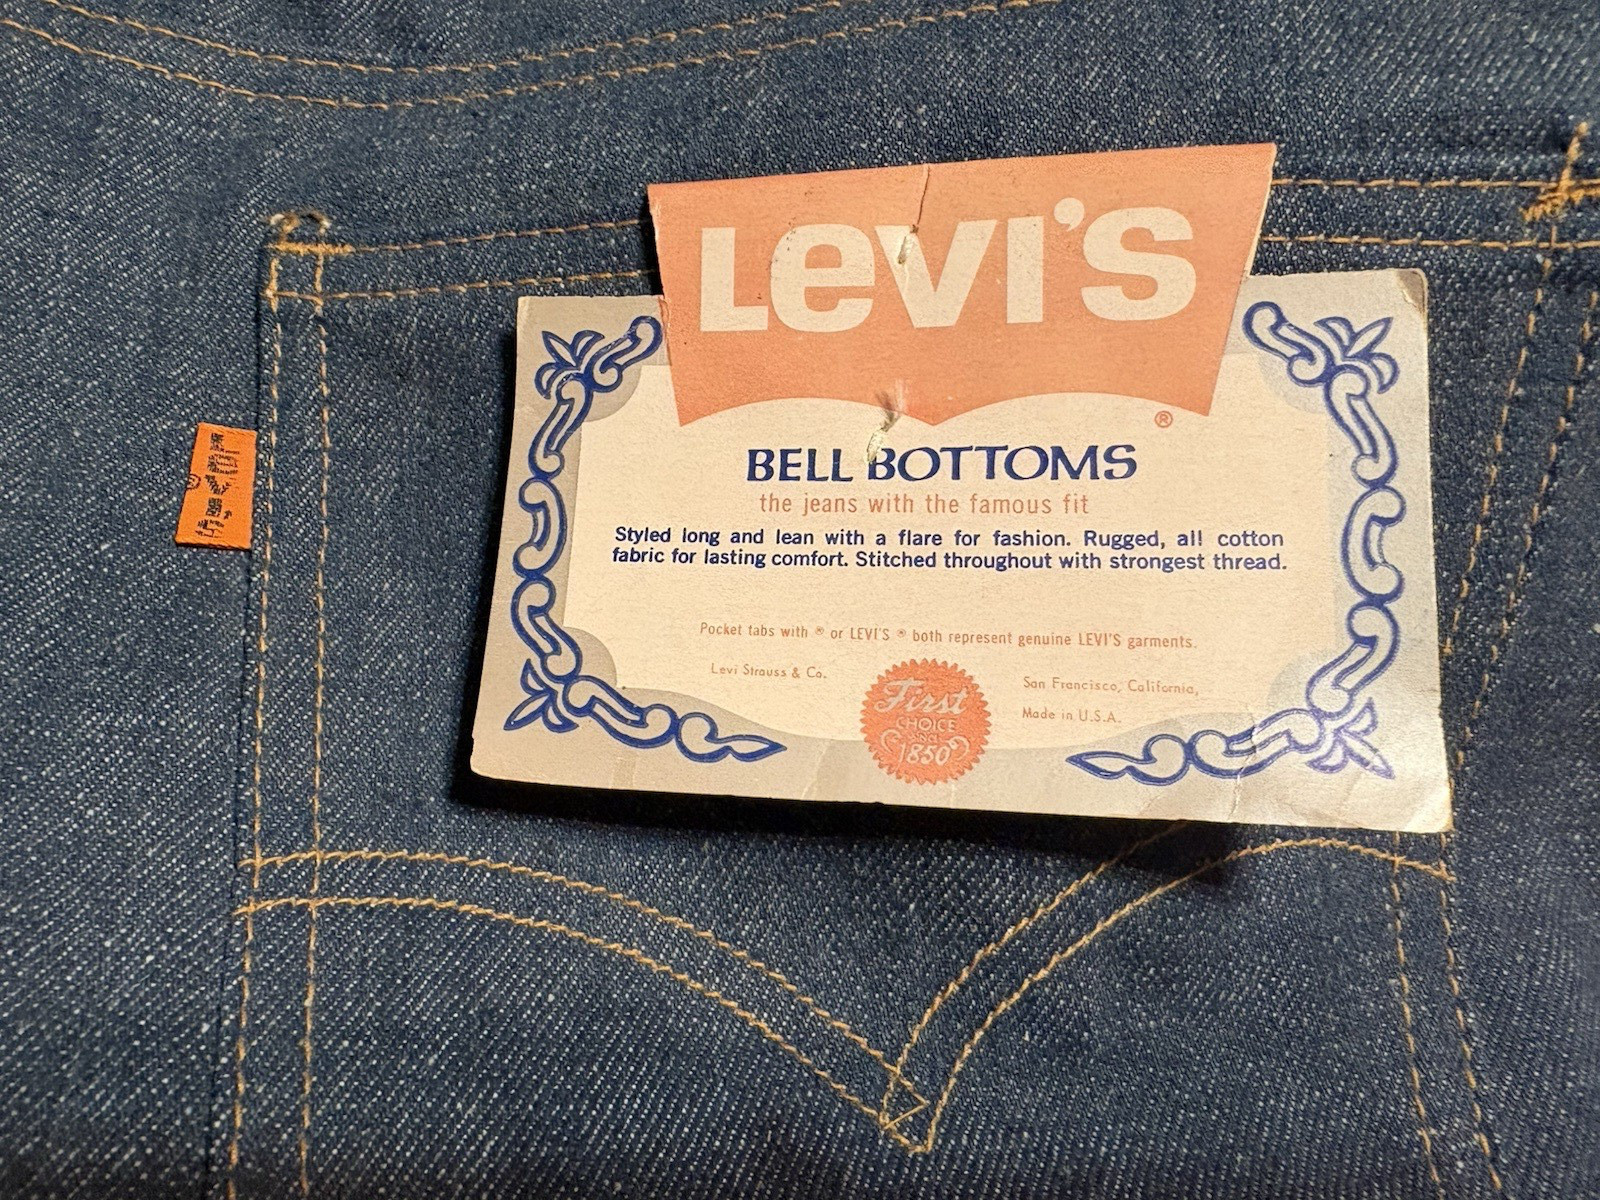 LEVI'S
®
BELL BOTTOMS
the jeans with the famous fit
Styled long and lean with a flare for fashion. Rugged, all cotton
fabric for lasting comfort. Stitched throughout with strongest thread.
Pocket tabs with ® or LEVI'S ® both represent genuine LEVI'S garments.
Levi Strauss & Co.
San Francisco, California,
Made in U.S.A.
First
CHOICE
SINCE
1850
LEVI'S
®